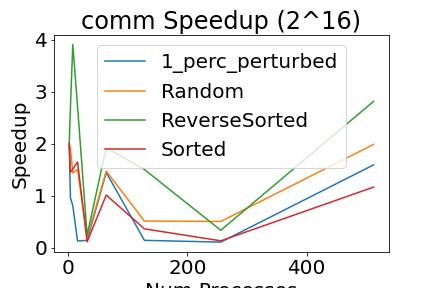 comm Speedup (2^16)
4
3
2
1
0
Speedup
1_perc_perturbed
Random
ReverseSorted
Sorted
0 200 400
Num Processes